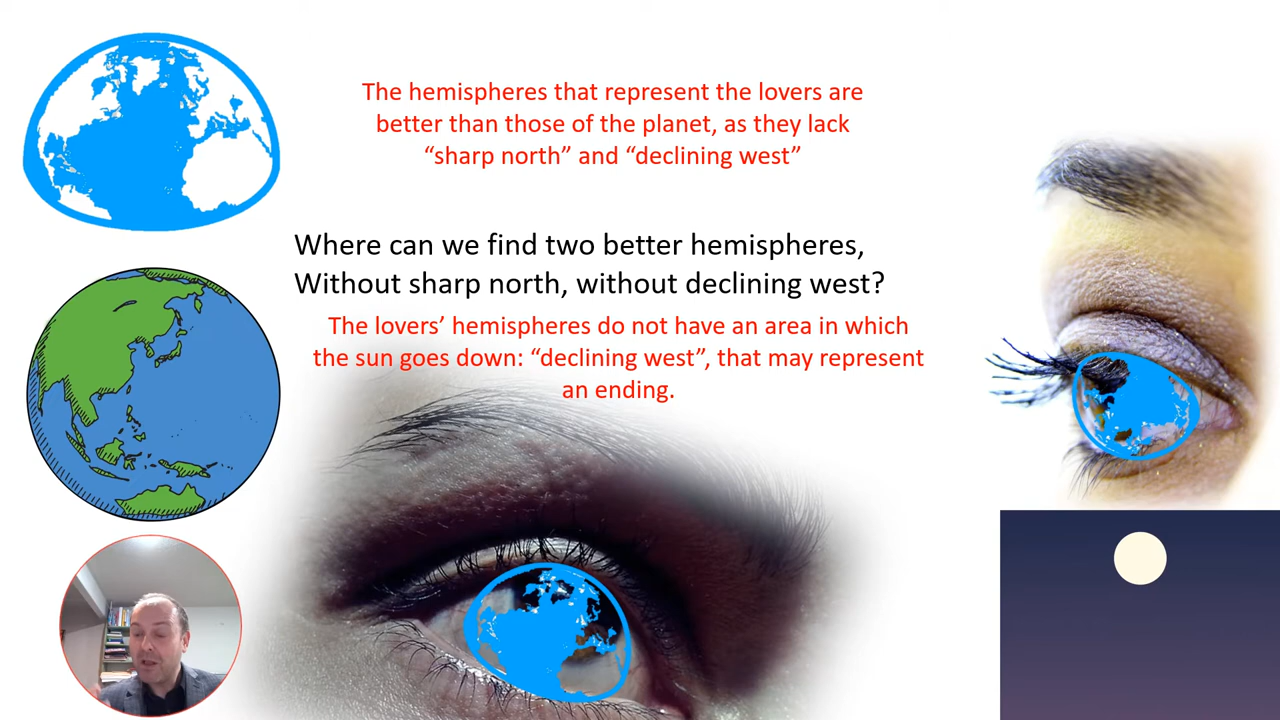 The hemispheres that represent the lovers are
better than those of the planet, as they lack
“sharp north” and “declining west”
Where can we find two better hemispheres,
Without sharp north, without declining west?
The lovers’ hemispheres do not have an area in which
the sun goes down: “declining west”, that may represent
an ending.